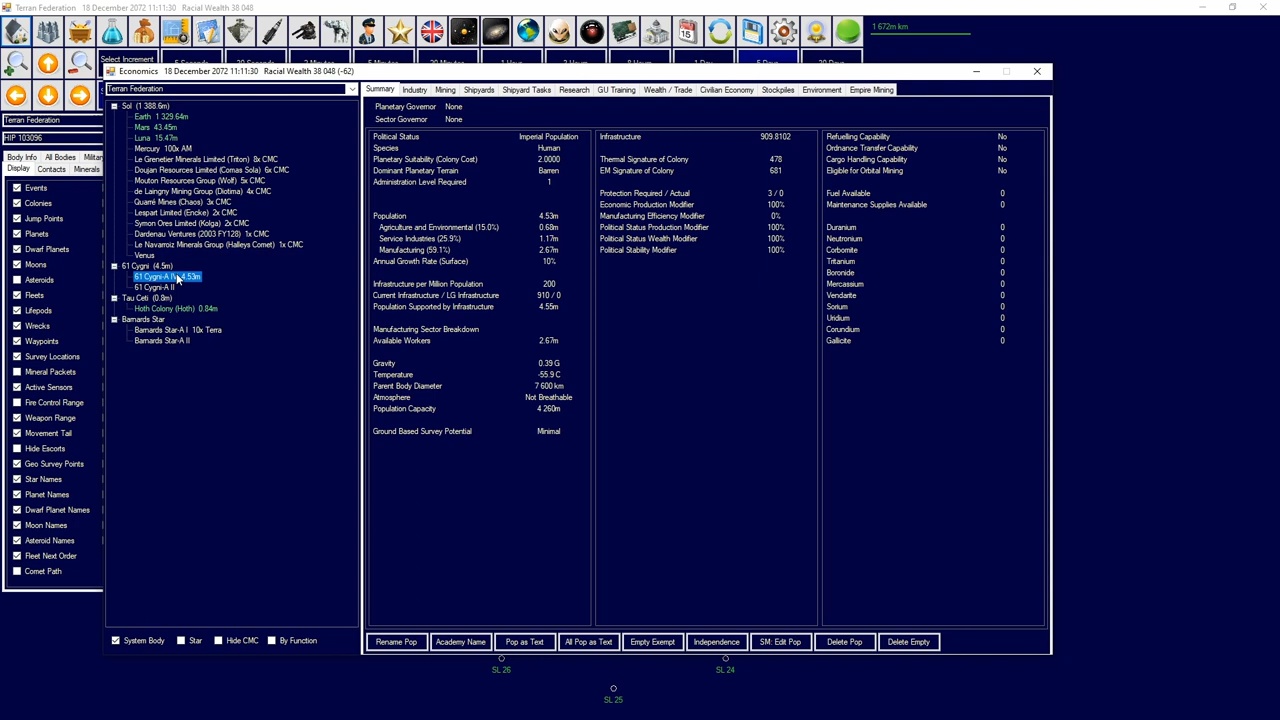 Terran Federation   18 December 2072 11:11:30   Racial Wealth 38 048
1 672m km
Select Increment
Economics   18 December 2072 11:11:30   Racial Wealth 38 048 (-62)
Terran Federation
HIP 103096
Body Info   All Bodies   Militar
Display   Contacts   Minerals
Events
Colonies
Jump Points
Planets
Dwarf Planets
Moons
Asteroids
Fleets
Lifepods
Wrecks
Waypoints
Survey Locations
Mineral Packets
Active Sensors
Fire Control Range
Weapon Range
Movement Tail
Hide Escorts
Geo Survey Points
Star Names
Planet Names
Dwarf Planet Names
Moon Names
Asteroid Names
Fleet Next Order
Comet Path
Terran Federation
Sol  (1 388.6m)
Earth  1 329.64m
Mars  43.45m
Luna  15.47m
Mercury  100x AM
Le Grenetier Minerals Limited (Triton)  8x CMC
Doujan Resources Limited (Comas Sola)  6x CMC
Mouton Resources Group (Wolf)  5x CMC
de Laingny Mining Group (Diotima)  4x CMC
Quarré Mines (Chaos)  3x CMC
Lespart Limited (Encke)  2x CMC
Symon Ores Limited (Kolga)  2x CMC
Dardenau Ventures (2003 FY128)  1x CMC
Le Navarroiz Minerals Group (Halleys Comet)  1x CMC
Venus
61 Cygni  (4.5m)
61 Cygni-A IV  4.53m
61 Cygni-A II
Tau Ceti  (0.8m)
Hoth Colony (Hoth)  0.84m
Barnards Star
Barnards Star-A I  10x Terra
Barnards Star-A II
System Body   Star   Hide CMC   By Function
Summary   Industry   Mining   Shipyards   Shipyard Tasks   Research   GU Training   Wealth / Trade   Civilian Economy   Stockpiles   Environment   Empire Mining
Planetary Governor   None
Sector Governor   None
Political Status   Imperial Population
Species   Human
Planetary Suitability (Colony Cost)   2.0000
Dominant Planetary Terrain   Barren
Administration Level Required   1
Population   4.53m
Agriculture and Environmental (15.0%)   0.68m
Service Industries (25.9%)   1.17m
Manufacturing (59.1%)   2.67m
Annual Growth Rate (Surface)   10%
Infrastructure per Million Population   200
Current Infrastructure / LG Infrastructure   910 / 0
Population Supported by Infrastructure   4.55m
Manufacturing Sector Breakdown
Available Workers   2.67m
Gravity   0.39 G
Temperature   -55.9 C
Parent Body Diameter   7 600 km
Atmosphere   Not Breathable
Population Capacity   4 260m
Ground Based Survey Potential   Minimal
Infrastructure   909.8102
Thermal Signature of Colony   478
EM Signature of Colony   681
Protection Required / Actual   3 / 0
Economic Production Modifier   100%
Manufacturing Efficiency Modifier   0%
Political Status Production Modifier   100%
Political Status Wealth Modifier   100%
Political Stability Modifier   100%
Refuelling Capability   No
Ordnance Transfer Capability   No
Cargo Handling Capability   No
Eligible for Orbital Mining   No
Fuel Available   0
Maintenance Supplies Available   0
Duranium   0
Neutronium   0
Corbomite   0
Tritanium   0
Boronide   0
Mercassium   0
Vendarite   0
Sorium   0
Uridium   0
Corundium   0
Gallicite   0
Rename Pop   Academy Name   Pop as Text   All Pop as Text   Empty Exempt   Independence   SM: Edit Pop   Delete Pop   Delete Empty
SL 26   SL 24
SL 25